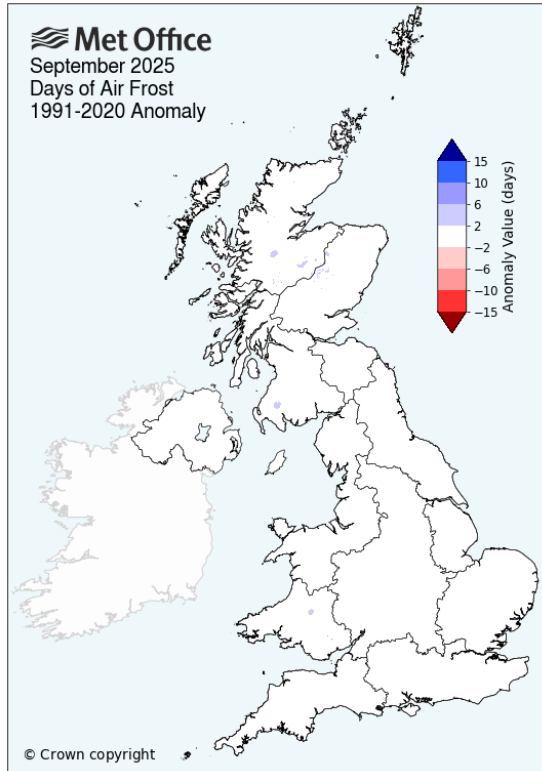 Met Office
September 2025
Days of Air Frost
1991-2020 Anomaly
15
10
6
2
−2
−6
−10
−15
Anomaly Value (days)
© Crown copyright